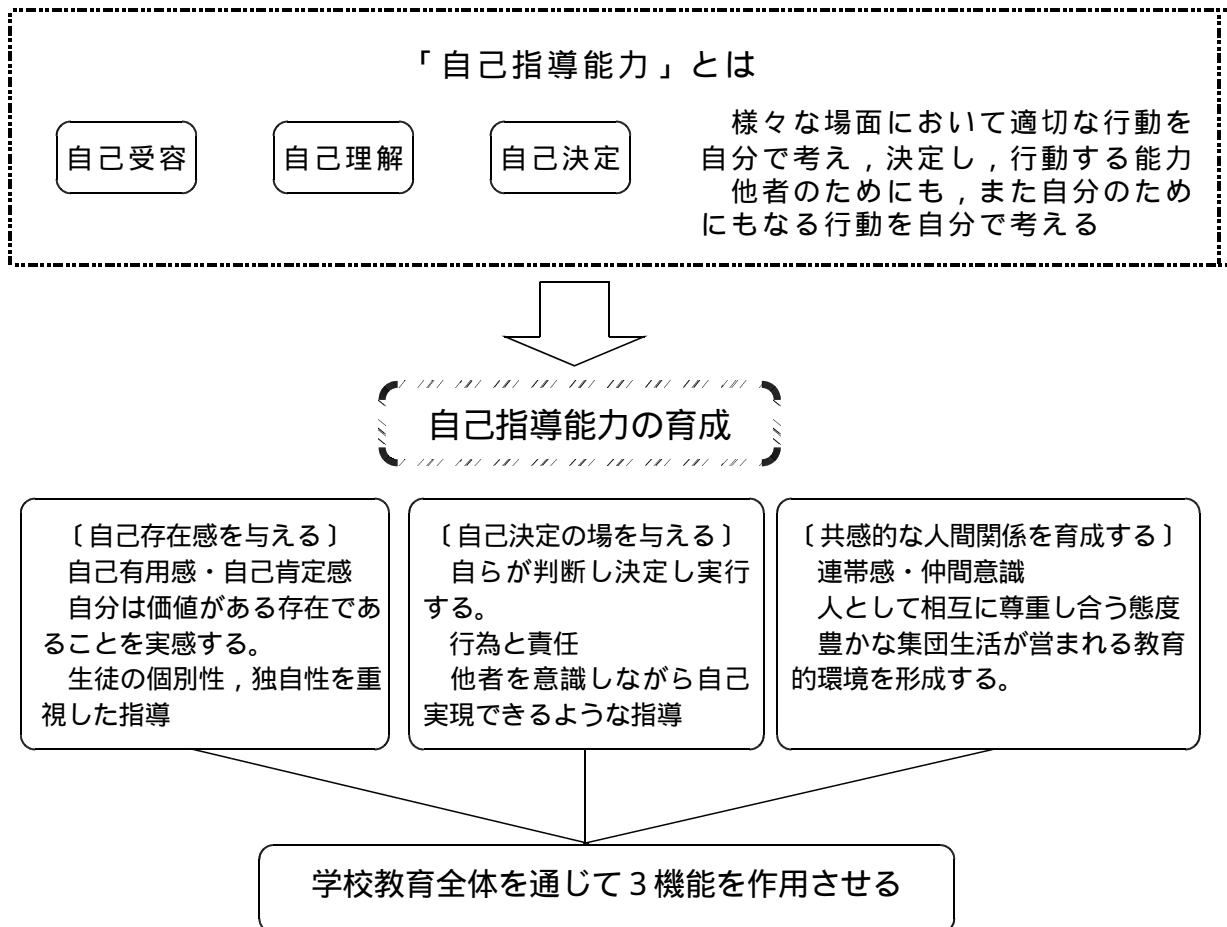 「自己指導能力」とは
自己受容
自己理解
自己決定
様々な場面において適切な行動を
自分で考え，決定し，行動する能力
他者のためにも，また自分のため
にもなる行動を自分で考える
自己指導能力の育成
〔自己存在感を与える〕
自己有用感・自己肯定感
自分は価値がある存在であ
ることを実感する。
生徒の個別性，独自性を重
視した指導
〔自己決定の場を与える〕
自らが判断し決定し実行
する。
行為と責任
他者を意識しながら自己
実現できるような指導
〔共感的な人間関係を育成する〕
連帯感・仲間意識
人として相互に尊重し合う態度
豊かな集団生活が営まれる教育
的環境を形成する。
学校教育全体を通じて３機能を作用させる